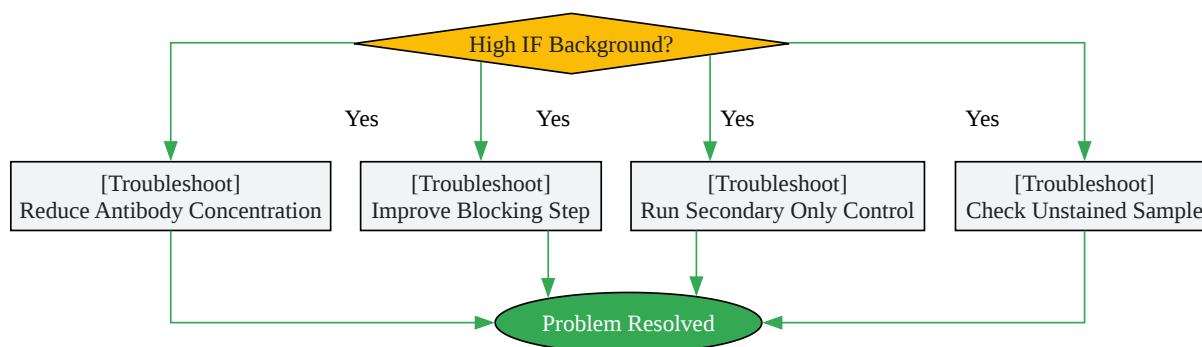 High IF Background?
Yes
Yes
Yes
Yes
[Troubleshoot]
Reduce Antibody Concentration
[Troubleshoot]
Improve Blocking Step
[Troubleshoot]
Run Secondary Only Control
[Troubleshoot]
Check Unstained Sample
Problem Resolved